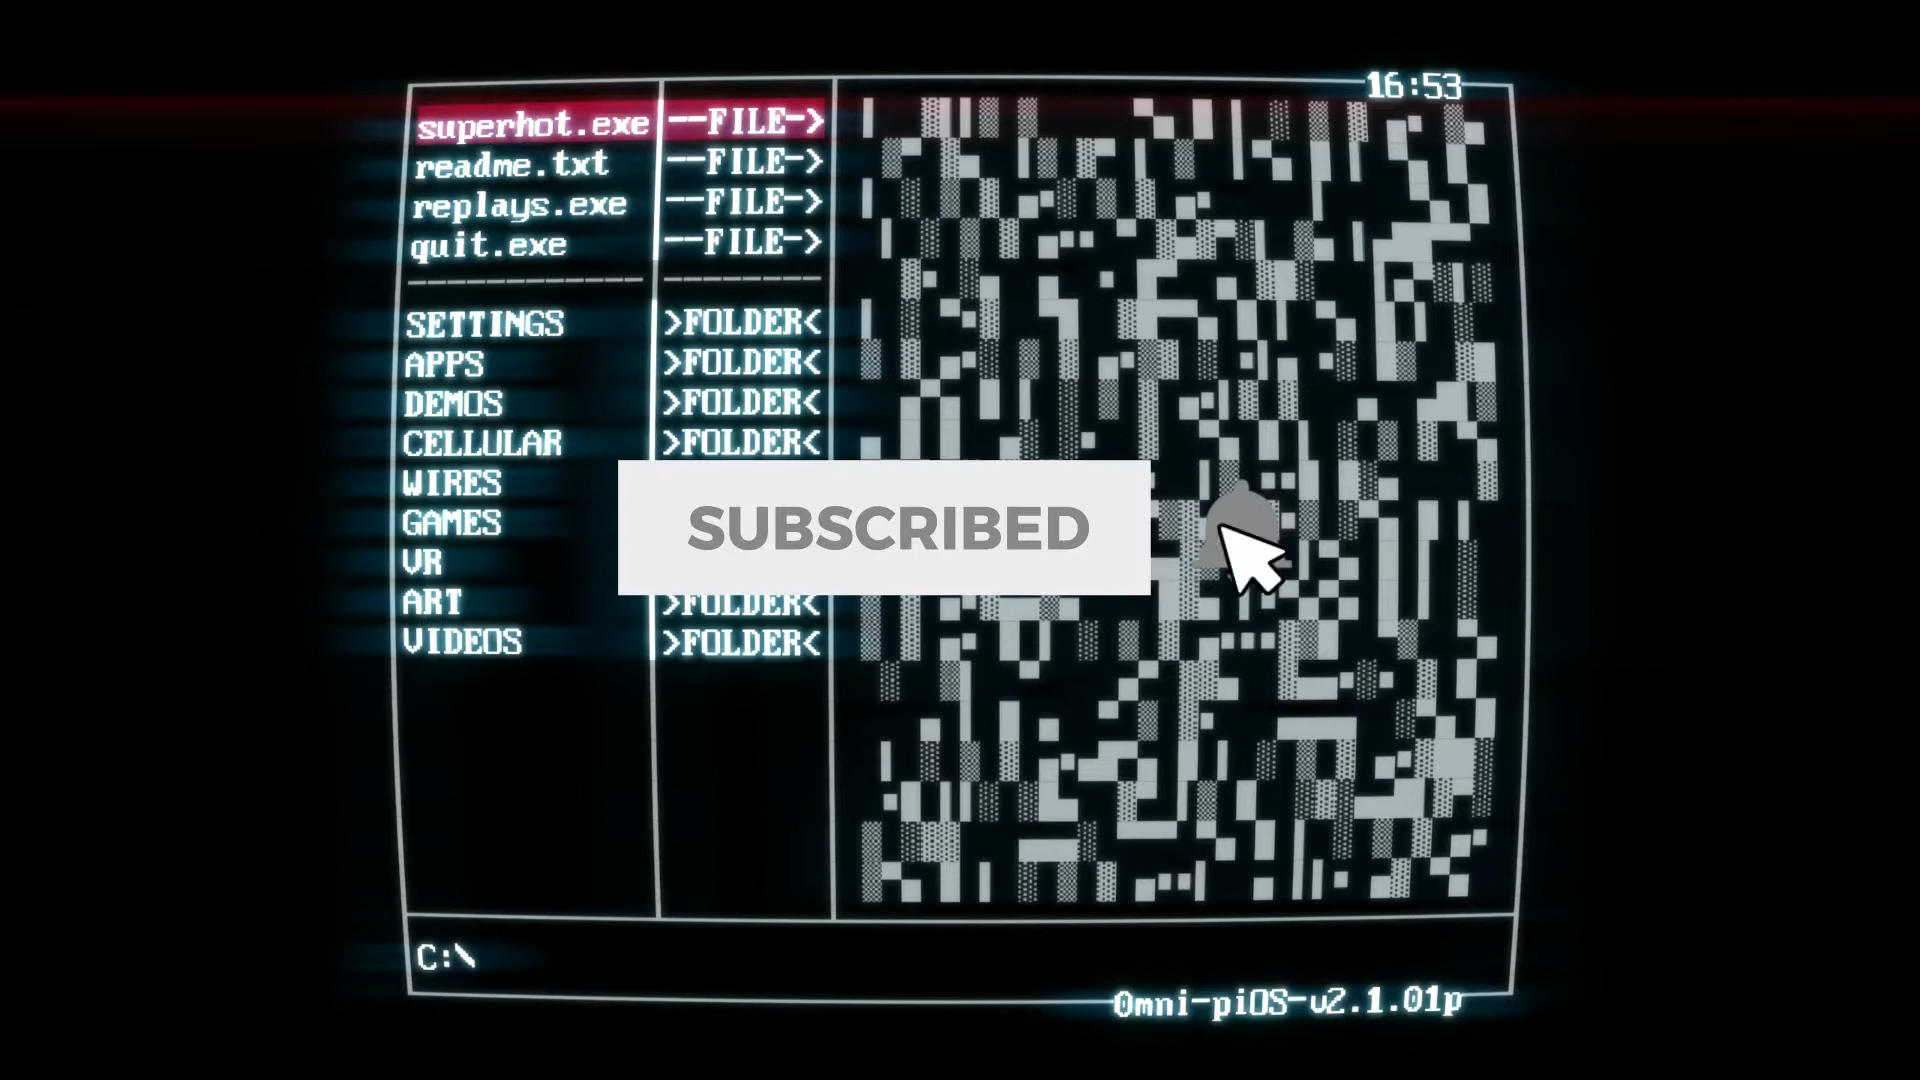 16:53
superhot.exe --FILE->
readme.txt --FILE->
replays.exe --FILE->
quit.exe --FILE->
SETTINGS >FOLDER<
APPS >FOLDER<
DEMOS >FOLDER<
CELLULAR >FOLDER<
WIRES
GAMES
SUBSCRIBED
VR
ART >FOLDER<
VIDEOS >FOLDER<
C:\
Omni-piOS-v2.1.01p